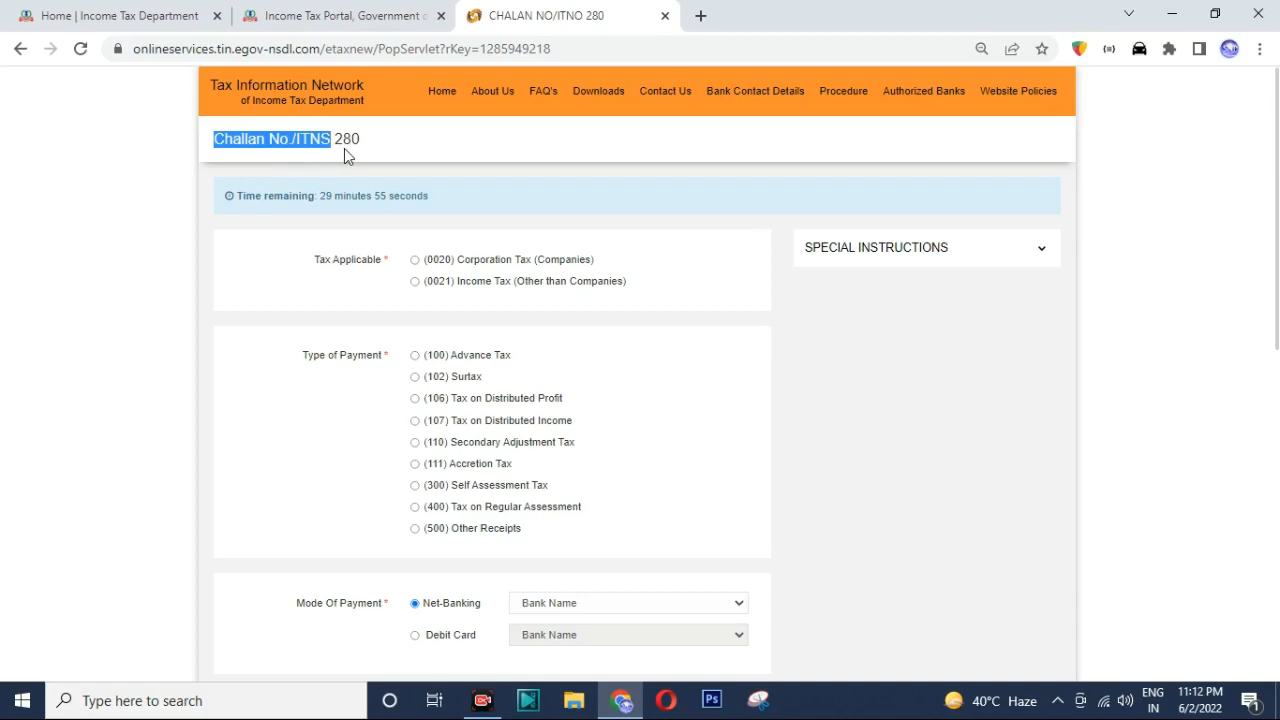 Home | Income Tax Department
Income Tax Portal, Government o
CHALAN NO/ITNO 280
onlineservices.tin.egov-nsdl.com/etaxnew/PopServlet?rKey=1285949218
Tax Information Network
of Income Tax Department
Home About Us FAQ's Downloads Contact Us Bank Contact Details Procedure Authorized Banks Website Policies
Challan No./ITNS 280
Time remaining: 29 minutes 55 seconds
Tax Applicable *
(0020) Corporation Tax (Companies)
(0021) Income Tax (Other than Companies)
SPECIAL INSTRUCTIONS
Type of Payment *
(100) Advance Tax
(102) Surtax
(106) Tax on Distributed Profit
(107) Tax on Distributed Income
(110) Secondary Adjustment Tax
(111) Accretion Tax
(300) Self Assessment Tax
(400) Tax on Regular Assessment
(500) Other Receipts
Mode Of Payment *
Net-Banking Bank Name
Debit Card Bank Name
Type here to search
Ps
40°C Haze
ENG
IN
11:12 PM
6/2/2022
1